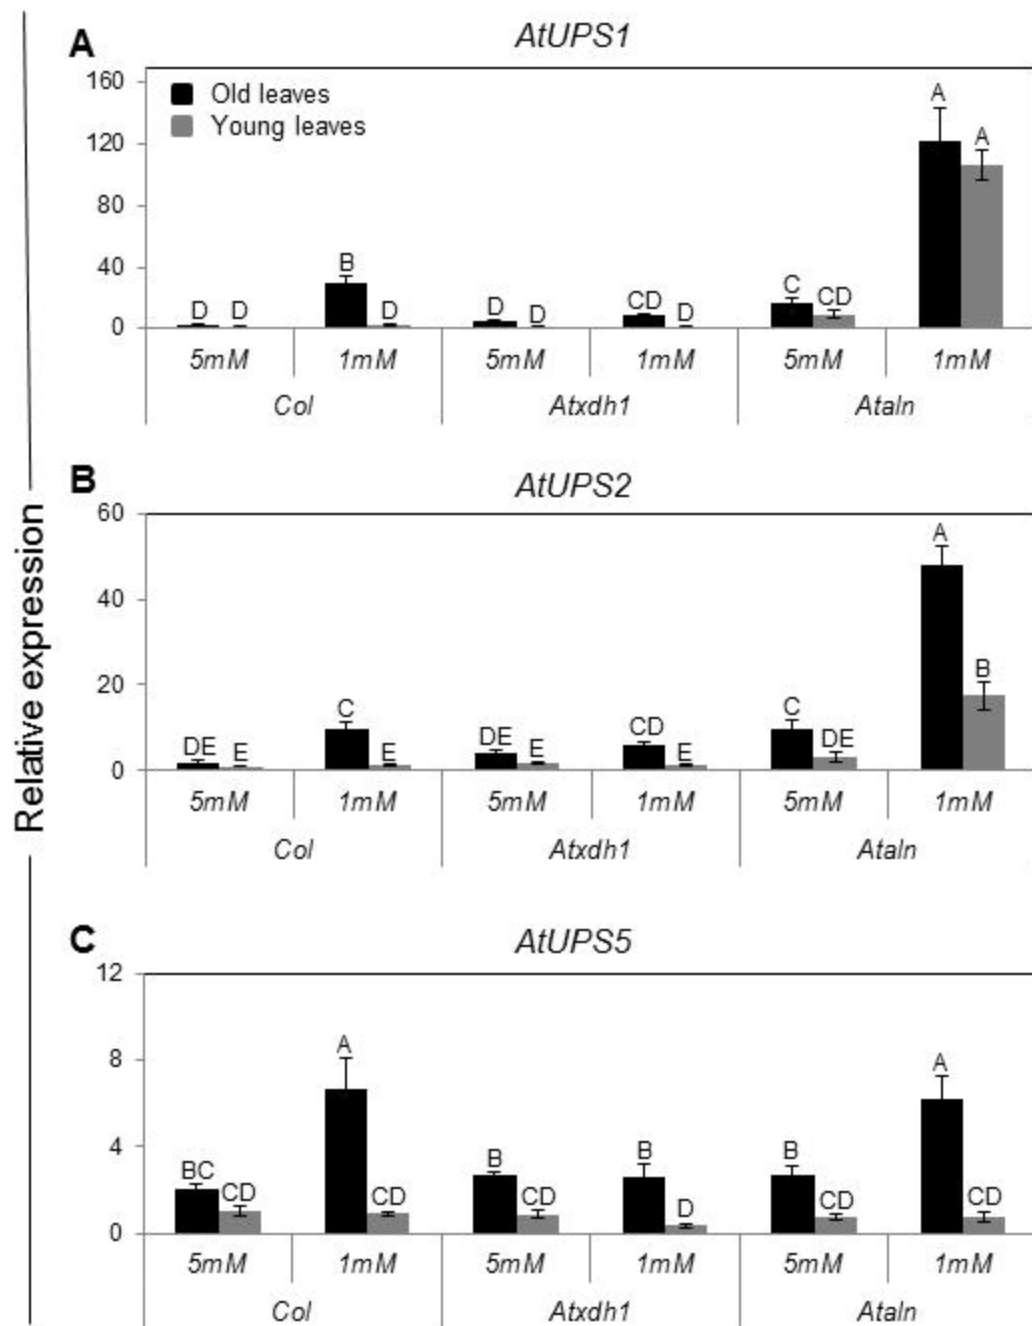 Relative expression
A
AtUPS1
160
120
80
40
0
Old leaves
Young leaves
D D B D D D CD D C CD A A
5mM 1mM 5mM 1mM 5mM 1mM
Col Atxdh1 Ataln
B
AtUPS2
60
40
20
0
DE E C E DE E CD E C DE A B
5mM 1mM 5mM 1mM 5mM 1mM
Col Atxdh1 Ataln
C
AtUPS5
12
8
4
0
BC CD A CD B CD B D B CD A CD
5mM 1mM 5mM 1mM 5mM 1mM
Col Atxdh1 Ataln